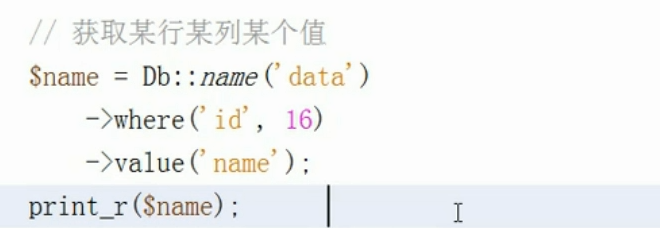 // 获取某行某列某个值
$name = Db::name('data')
->where('id', 16)
->value('name');
print_r($name);